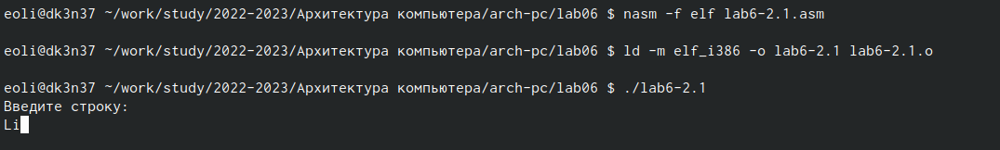 eoli@dk3n37 ~/work/study/2022-2023/Архитектура компьютера/arch-pc/lab06 $ nasm -f elf lab6-2.1.asm
eoli@dk3n37 ~/work/study/2022-2023/Архитектура компьютера/arch-pc/lab06 $ ld -m elf_i386 -o lab6-2.1 lab6-2.1.o
eoli@dk3n37 ~/work/study/2022-2023/Архитектура компьютера/arch-pc/lab06 $ ./lab6-2.1
Введите строку:
Li